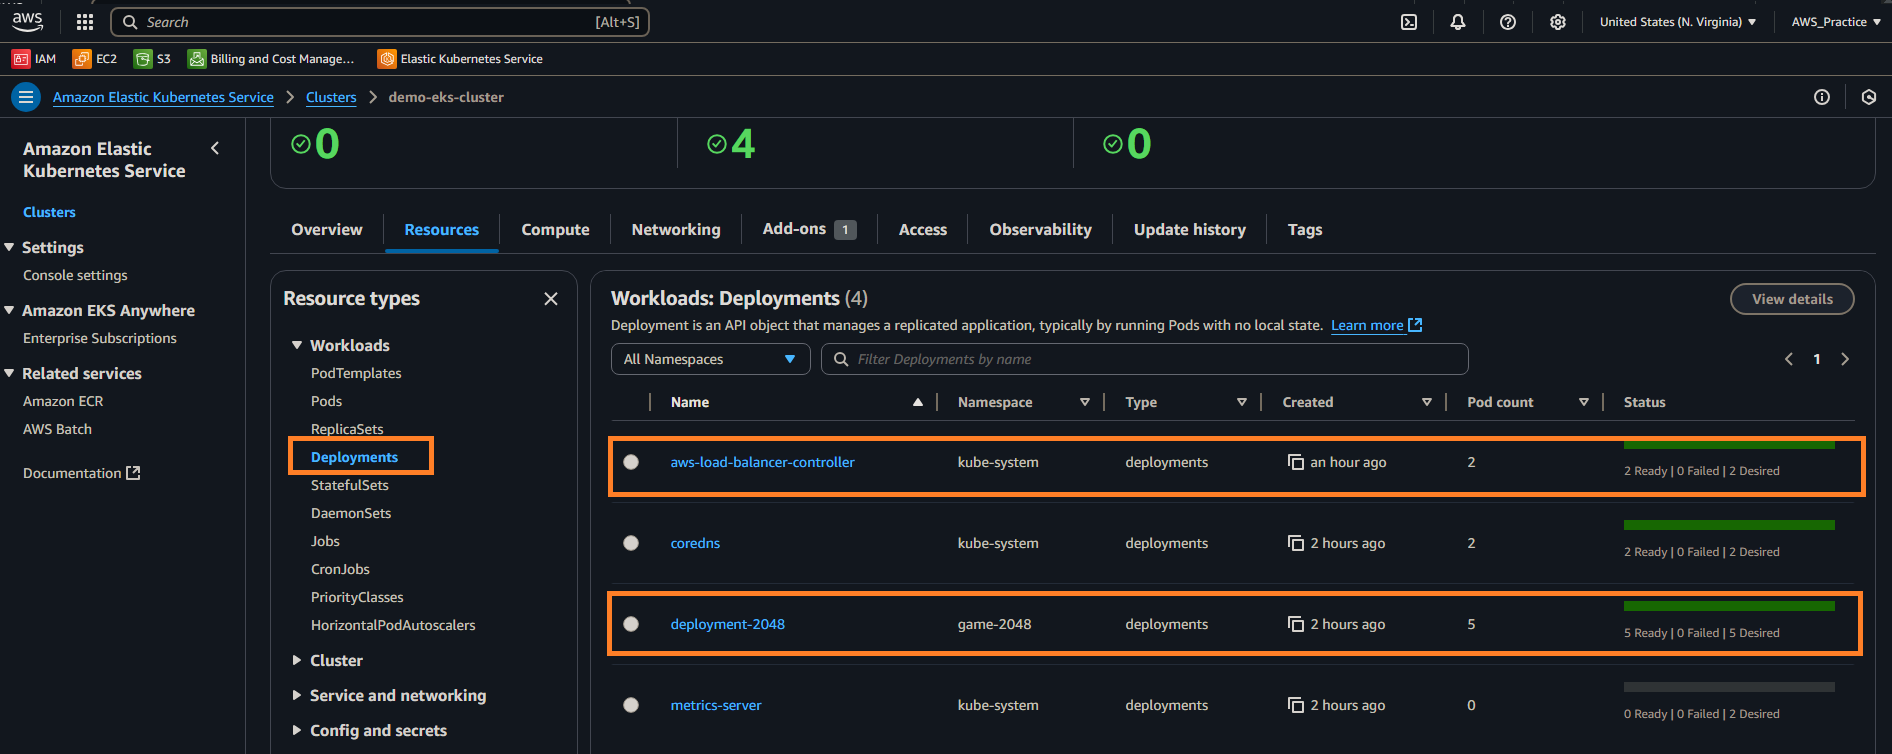 aws
Search
[Alt+S]
United States (N. Virginia)
AWS_Practice
IAM
EC2
S3
Billing and Cost Manage...
Elastic Kubernetes Service
Amazon Elastic Kubernetes Service
Clusters
demo-eks-cluster
Amazon Elastic
Kubernetes Service
Clusters
Settings
Console settings
Amazon EKS Anywhere
Enterprise Subscriptions
Related services
Amazon ECR
AWS Batch
Documentation
0
4
0
Overview
Resources
Compute
Networking
Add-ons 1
Access
Observability
Update history
Tags
Resource types
Workloads
PodTemplates
Pods
ReplicaSets
Deployments
StatefulSets
DaemonSets
Jobs
CronJobs
PriorityClasses
HorizontalPodAutoscalers
Cluster
Service and networking
Config and secrets
Workloads: Deployments (4)
View details
Deployment is an API object that manages a replicated application, typically by running Pods with no local state. Learn more
All Namespaces
Filter Deployments by name
1
Name Namespace Type Created Pod count Status
aws-load-balancer-controller kube-system deployments an hour ago 2
2 Ready | 0 Failed | 2 Desired
coredns kube-system deployments 2 hours ago 2
2 Ready | 0 Failed | 2 Desired
deployment-2048 game-2048 deployments 2 hours ago 5
5 Ready | 0 Failed | 5 Desired
metrics-server kube-system deployments 2 hours ago 0
0 Ready | 0 Failed | 2 Desired